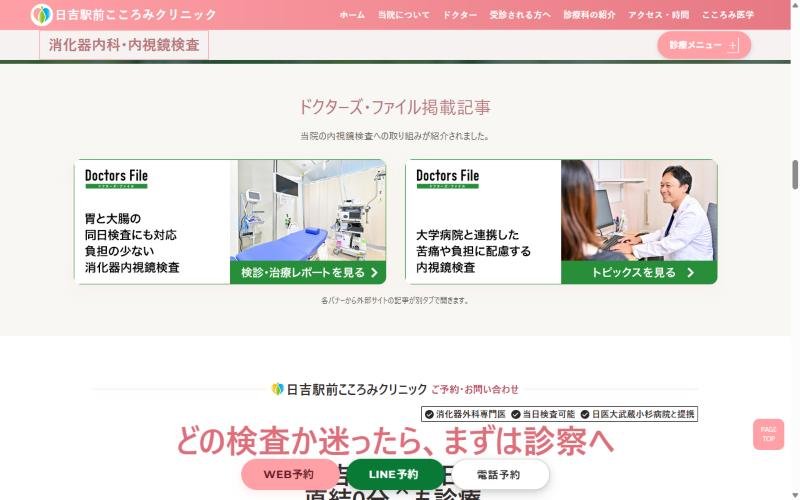 日吉駅前こころみクリニック
ホーム 当院について ドクター 受診される方へ 診療科の紹介 アクセス・時間 こころみ医学
消化器内科・内視鏡検査
診療メニュー
ドクターズ・ファイル掲載記事
当院の内視鏡検査への取り組みが紹介されました。
Doctors File
ドクターズ・ファイル
胃と大腸の
同日検査にも対応
負担の少ない
消化器内視鏡検査
検診・治療レポートを見る
Doctors File
ドクターズ・ファイル
大学病院と連携した
苦痛や負担に配慮する
内視鏡検査
トピックスを見る
各バナーから外部サイトの記事が別タブで開きます。
日吉駅前こころみクリニック ご予約・お問い合わせ
消化器外科専門医 当日検査可能 日医大武蔵小杉病院と提携
どの検査か迷ったら、まずは診察へ
PAGE
TOP
WEB予約 LINE予約 電話予約